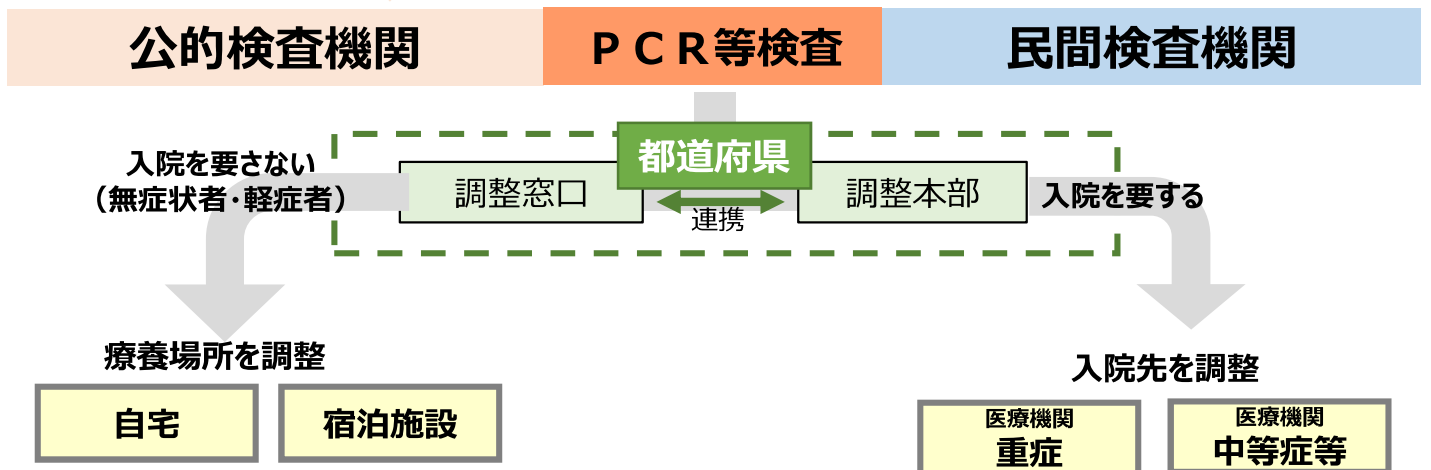 公的検査機関
ＰＣＲ等検査
民間検査機関
都道府県
入院を要さない
（無症状者・軽症者）
調整窓口
連携
調整本部
入院を要する
療養場所を調整
自宅
宿泊施設
入院先を調整
医療機関
重症
医療機関
中等症等